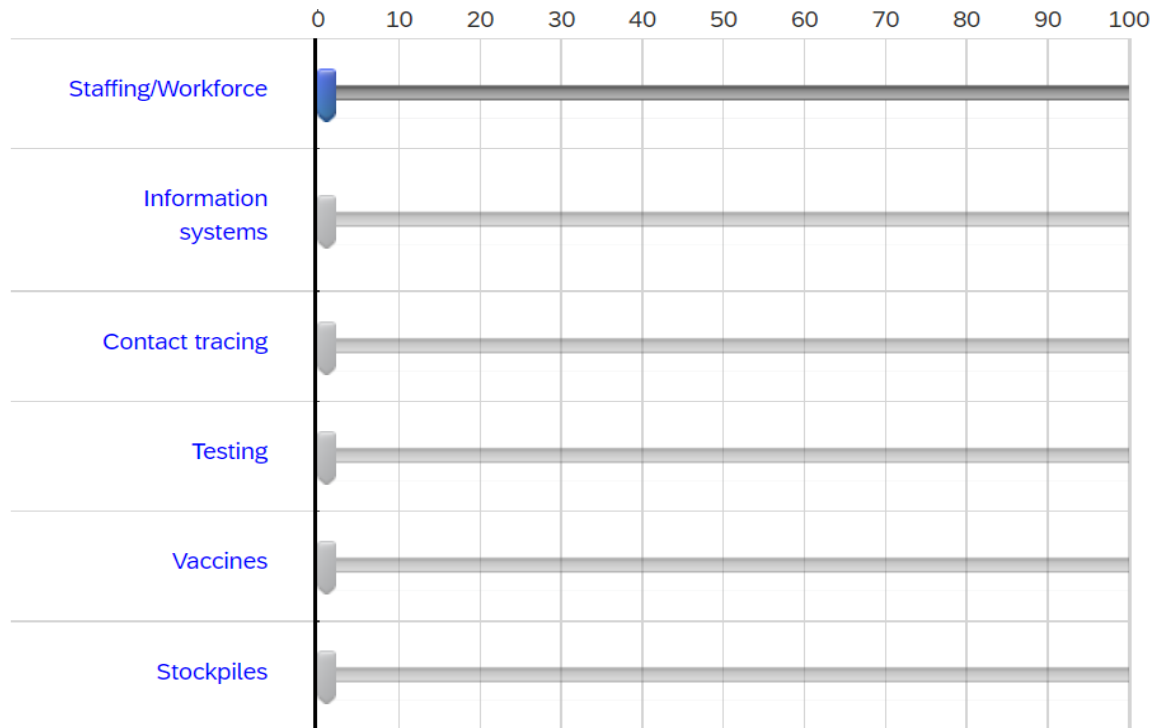 0 10 20 30 40 50 60 70 80 90 100
Staffing/Workforce
Information
systems
Contact tracing
Testing
Vaccines
Stockpiles